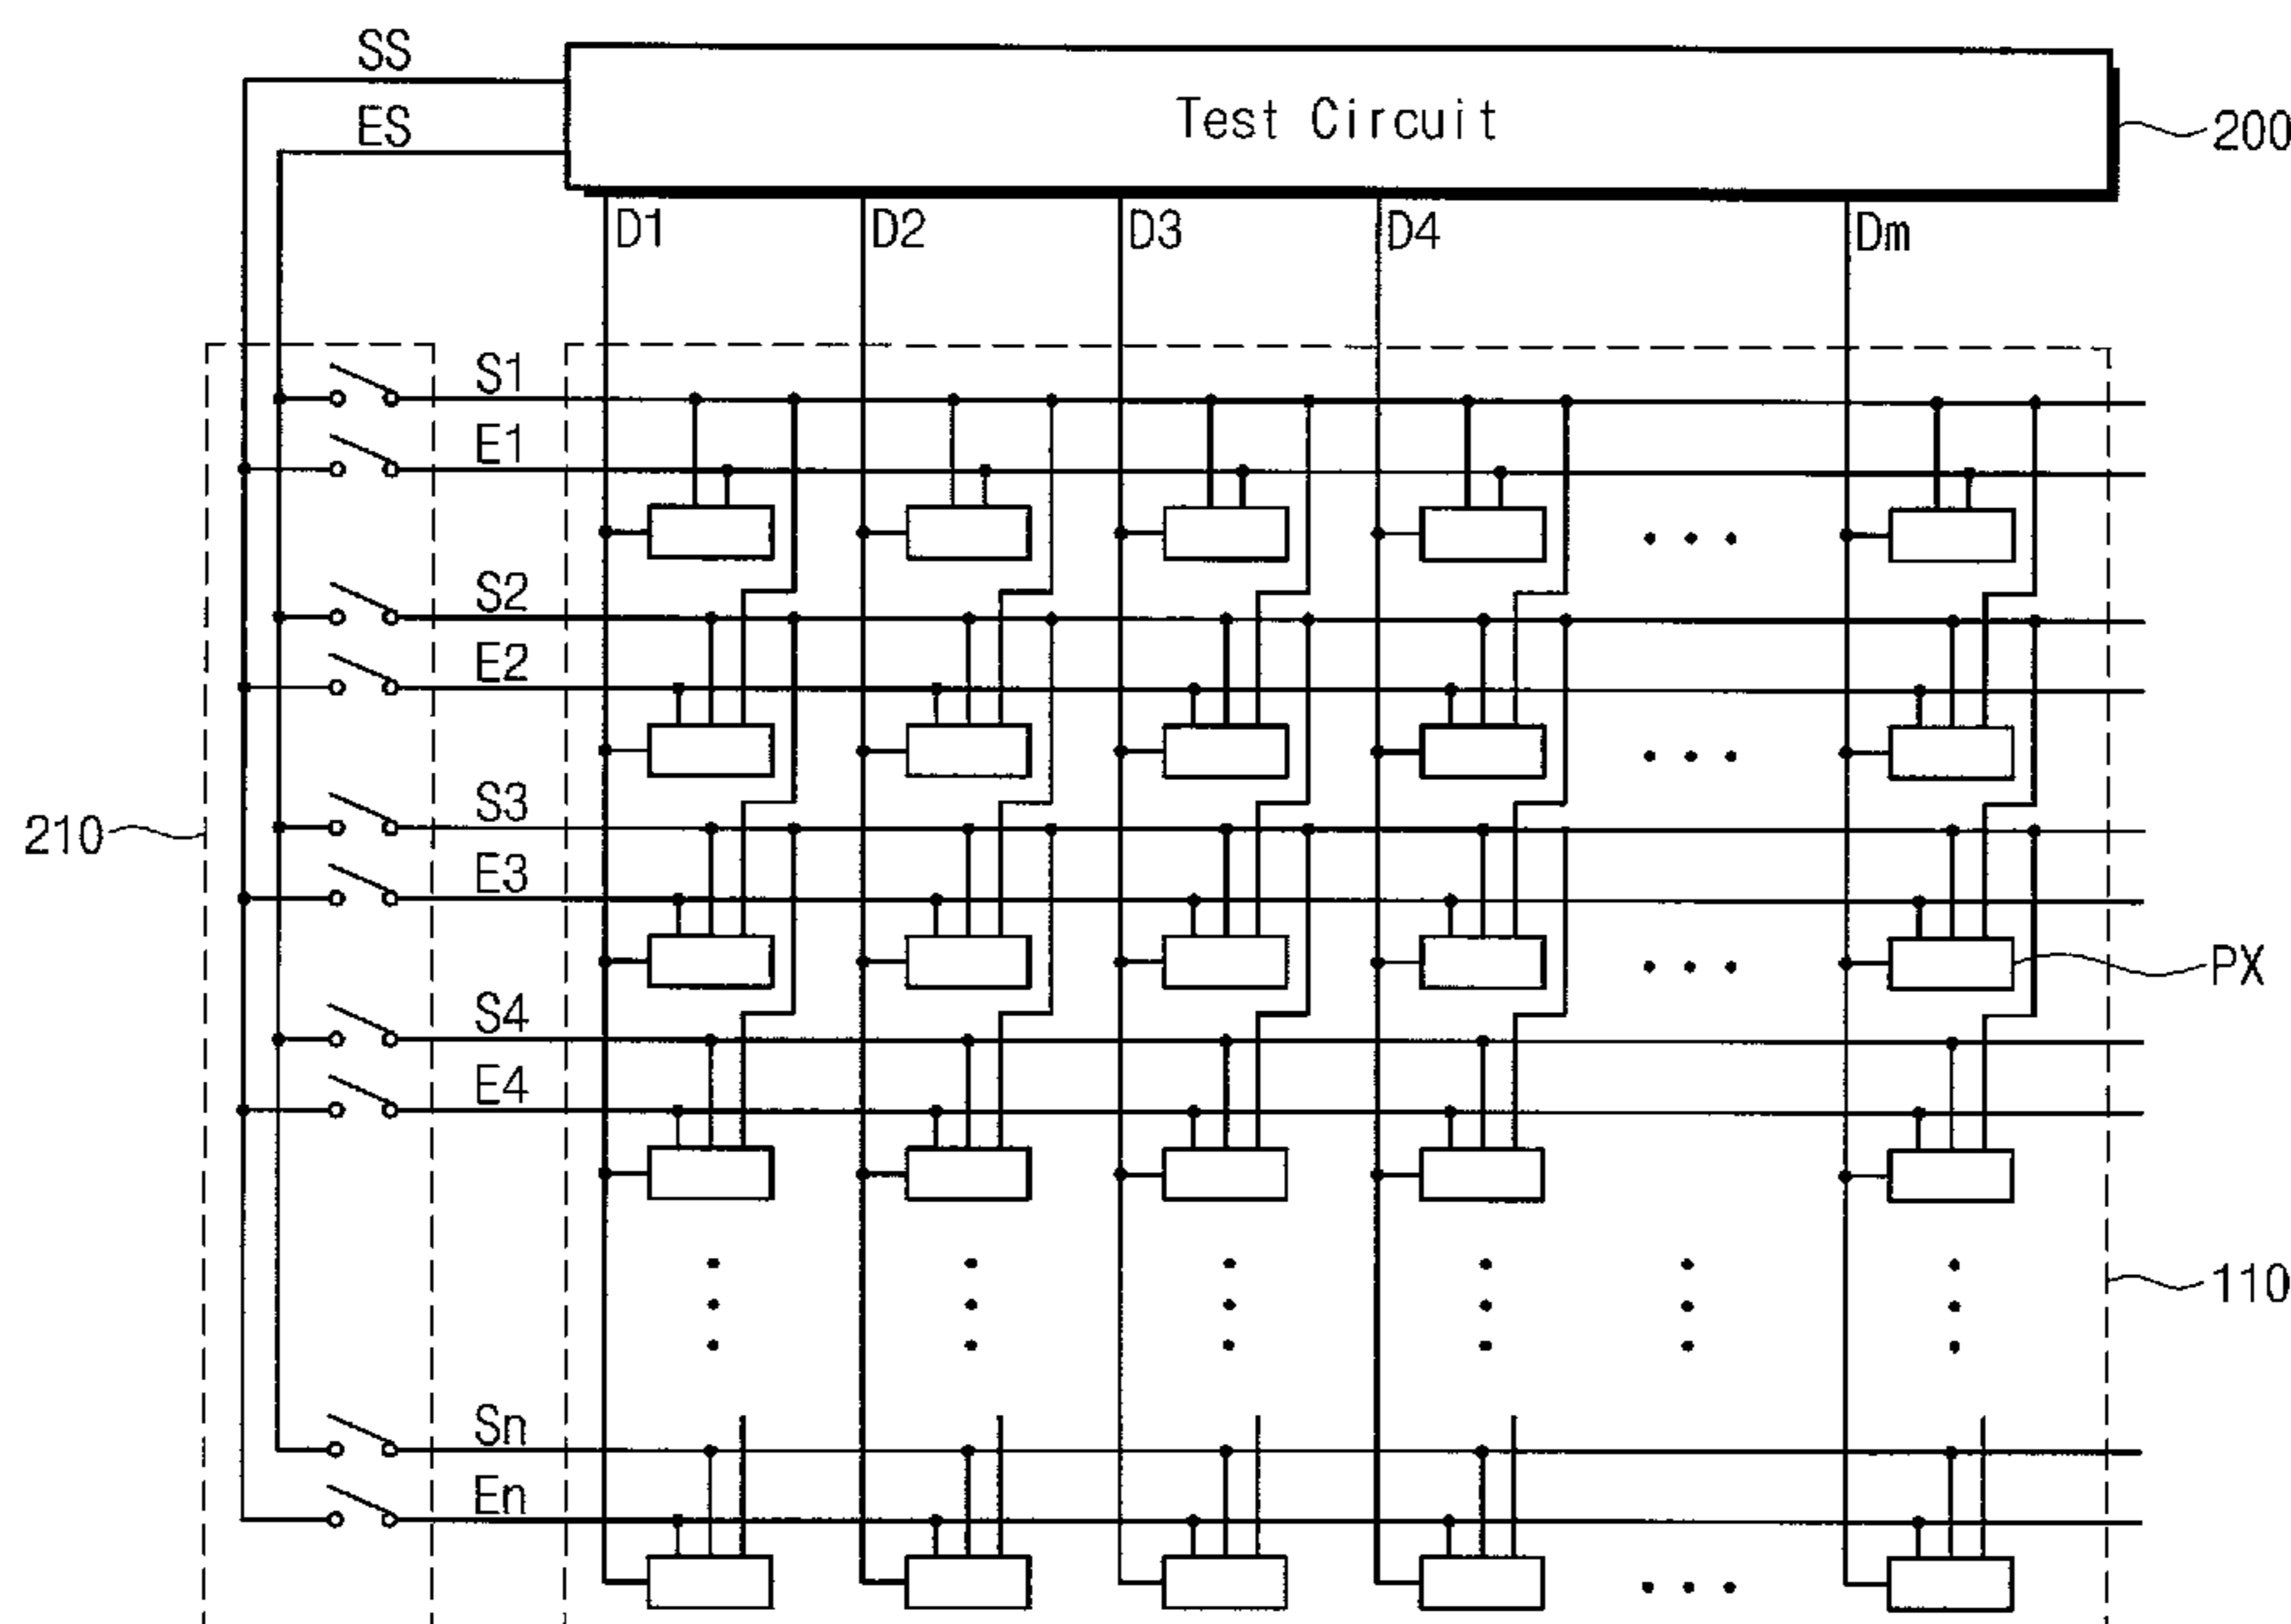 SS
ES
Test Circuit
200
D1 D2 D3 D4 Dm
S1
E1
S2
E2
S3
210
E3
PX
S4
E4
110
Sn
En